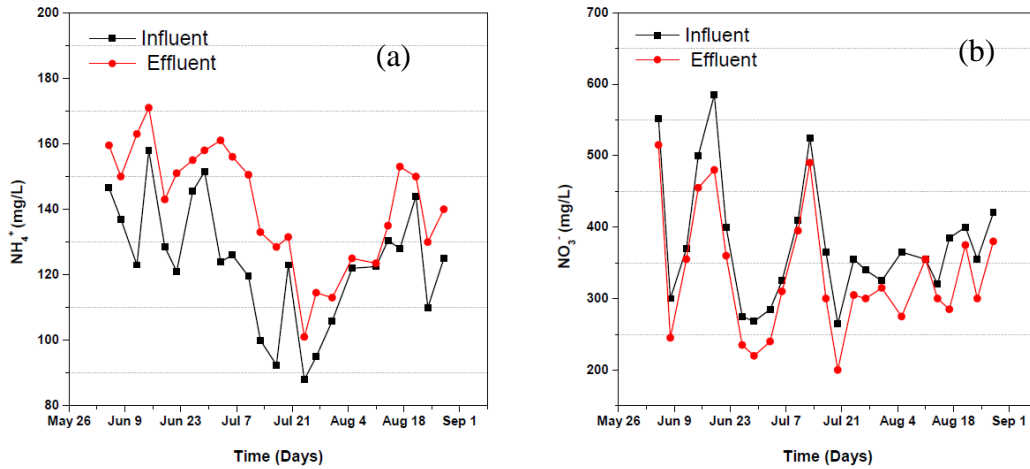 200
180
160
140
120
100
80
NH4+ (mg/L)
Influent
Effluent
(a)
May 26 Jun 9 Jun 23 Jul 7 Jul 21 Aug 4 Aug 18 Sep 1
Time (Days)
700
600
500
400
300
200
NO3- (mg/L)
Influent
Effluent
(b)
May 26 Jun 9 Jun 23 Jul 7 Jul 21 Aug 4 Aug 18 Sep 1
Time (Days)